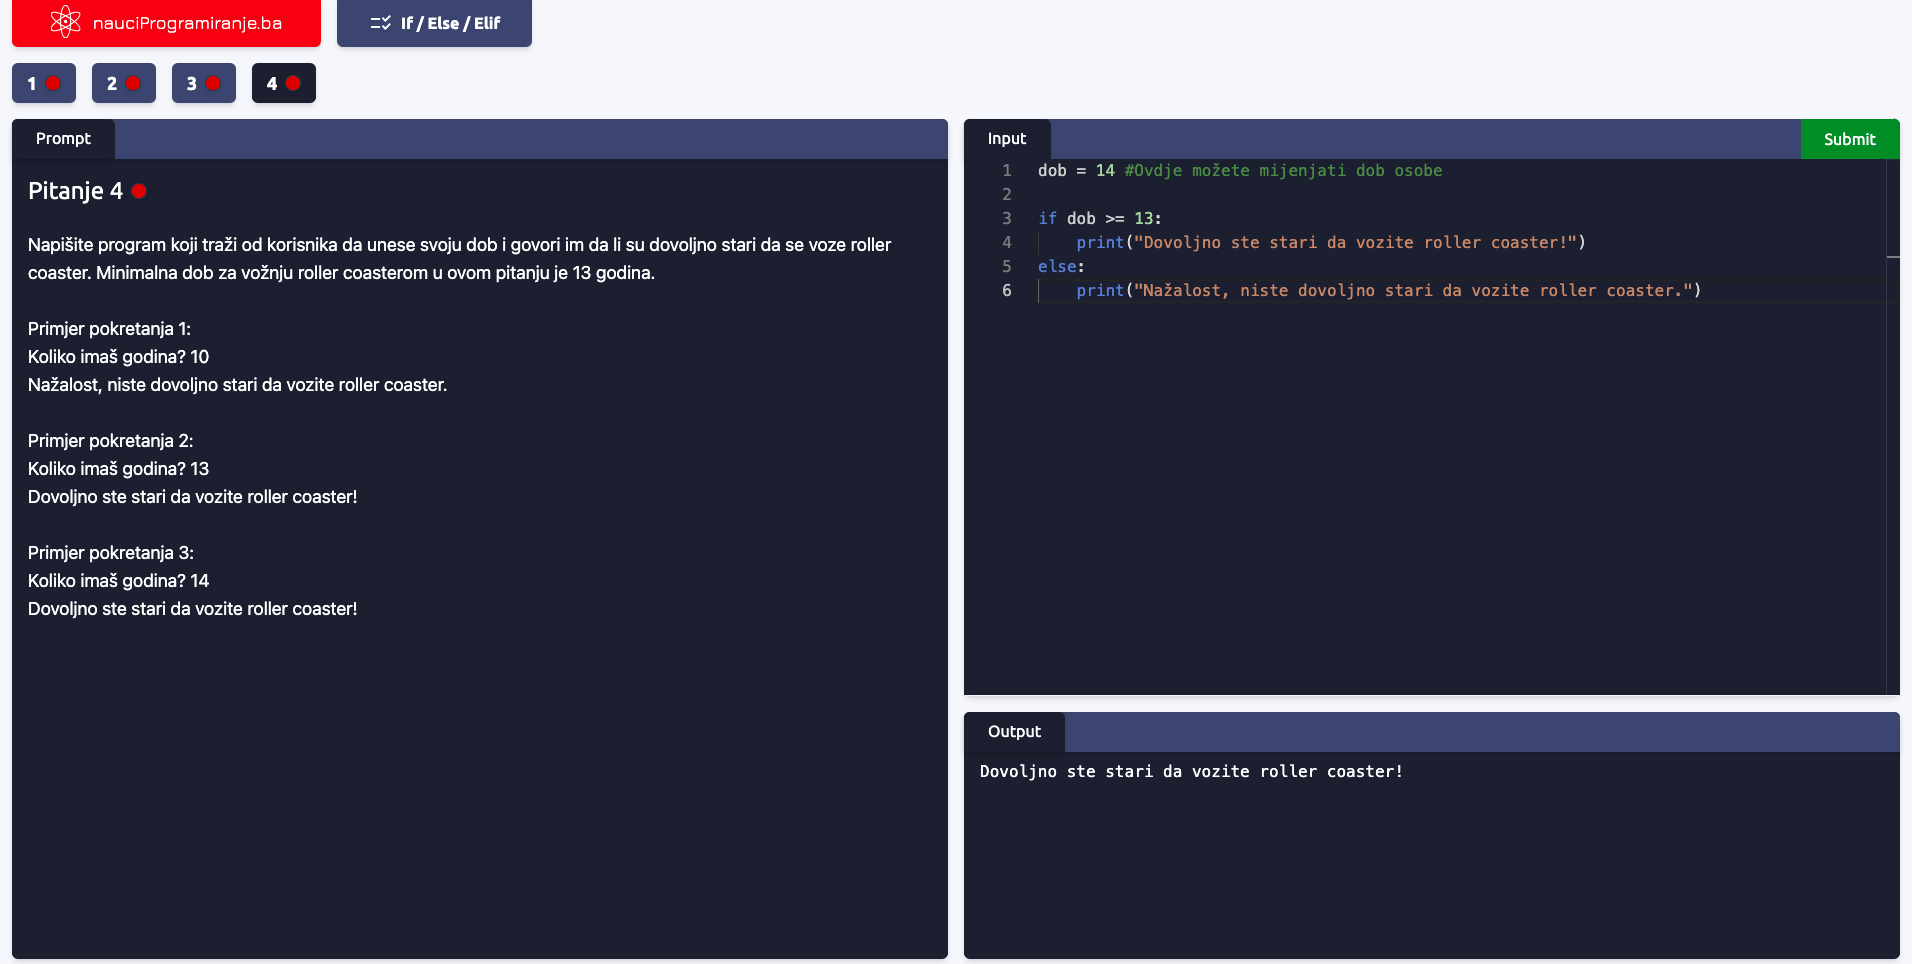 nauciProgramiranje.ba
If / Else / Elif
1
2
3
4
Prompt
Pitanje 4
Napišite program koji traži od korisnika da unese svoju dob i govori im da li su dovoljno stari da se voze roller
coaster. Minimalna dob za vožnju roller coasterom u ovom pitanju je 13 godina.
Primjer pokretanja 1:
Koliko imaš godina? 10
Nažalost, niste dovoljno stari da vozite roller coaster.
Primjer pokretanja 2:
Koliko imaš godina? 13
Dovoljno ste stari da vozite roller coaster!
Primjer pokretanja 3:
Koliko imaš godina? 14
Dovoljno ste stari da vozite roller coaster!
Input
Submit
1 dob = 14 #Ovdje možete mijenjati dob osobe
2
3 if dob >= 13:
4     print("Dovoljno ste stari da vozite roller coaster!")
5 else:
6     print("Nažalost, niste dovoljno stari da vozite roller coaster.")
Output
Dovoljno ste stari da vozite roller coaster!